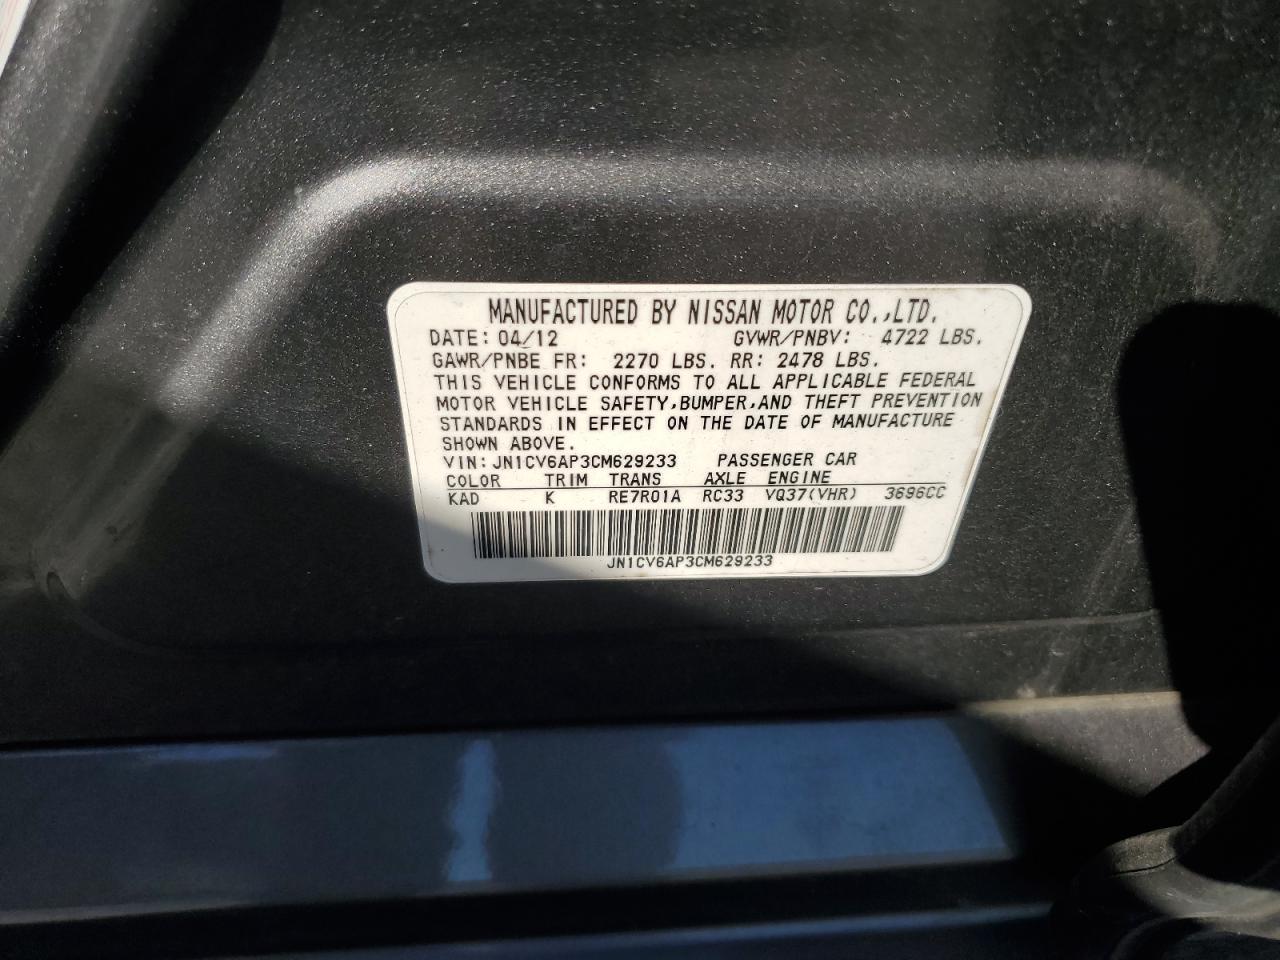 MANUFACTURED BY NISSAN MOTOR CO.,LTD.
DATE: 04/12 GVWR/PNBV: 4722 LBS.
GAWR/PNBE FR: 2270 LBS. RR: 2478 LBS.
THIS VEHICLE CONFORMS TO ALL APPLICABLE FEDERAL
MOTOR VEHICLE SAFETY,BUMPER,AND THEFT PREVENTION
STANDARDS IN EFFECT ON THE DATE OF MANUFACTURE
SHOWN ABOVE.
VIN:JN1CV6AP3CM629233 PASSENGER CAR
COLOR TRIM TRANS AXLE ENGINE
KAD K RE7R01A RC33 VQ37(VHR) 3696CC
JN1CV6AP3CM629233